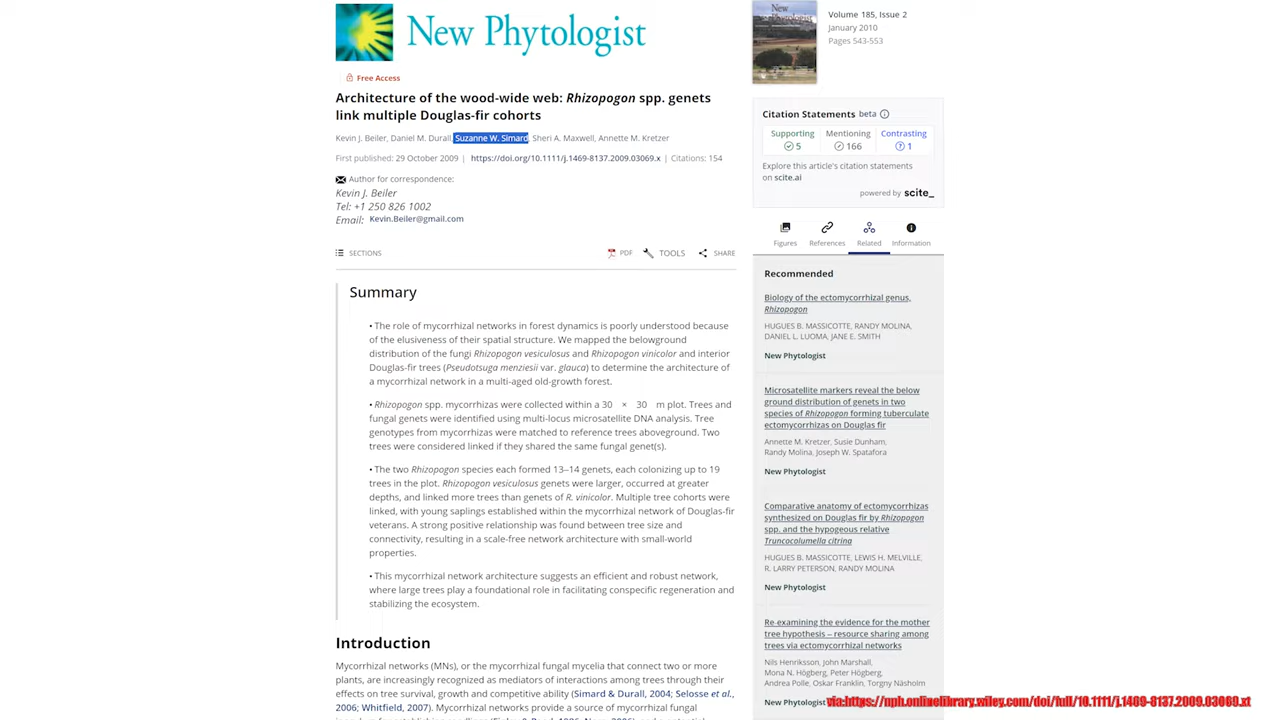 New Phytologist
Free Access
Architecture of the wood-wide web: Rhizopogon spp. genets
link multiple Douglas-fir cohorts
Kevin J. Beiler, Daniel M. Durall, Suzanne W. Simard, Sheri A. Maxwell, Annette M. Kretzer
First published: 29 October 2009 | https://doi.org/10.1111/j.1469-8137.2009.03069.x | Citations: 154
Author for correspondence:
Kevin J. Beiler
Tel: +1 250 826 1002
Email: Kevin.Beiler@gmail.com
SECTIONS
PDF TOOLS SHARE
Summary
• The role of mycorrhizal networks in forest dynamics is poorly understood because
of the elusiveness of their spatial structure. We mapped the belowground
distribution of the fungi Rhizopogon vesiculosus and Rhizopogon vinicolor and interior
Douglas-fir trees (Pseudotsuga menziesii var. glauca) to determine the architecture of
a mycorrhizal network in a multi-aged old-growth forest.
• Rhizopogon spp. mycorrhizas were collected within a 30 × 30 m plot. Trees and
fungal genets were identified using multi-locus microsatellite DNA analysis. Tree
genotypes from mycorrhizas were matched to reference trees aboveground. Two
trees were considered linked if they shared the same fungal genet(s).
• The two Rhizopogon species each formed 13–14 genets, each colonizing up to 19
trees in the plot. Rhizopogon vesiculosus genets were larger, occurred at greater
depths, and linked more trees than genets of R. vinicolor. Multiple tree cohorts were
linked, with young saplings established within the mycorrhizal network of Douglas-fir
veterans. A strong positive relationship was found between tree size and
connectivity, resulting in a scale-free network architecture with small-world
properties.
• This mycorrhizal network architecture suggests an efficient and robust network,
where large trees play a foundational role in facilitating conspecific regeneration and
stabilizing the ecosystem.
Introduction
Mycorrhizal networks (MNs), or the mycorrhizal fungal mycelia that connect two or more
plants, are increasingly recognized as mediators of interactions among trees through their
effects on tree survival, growth and competitive ability (Simard & Durall, 2004; Selosse et al.,
2006; Whitfield, 2007). Mycorrhizal networks provide a source of mycorrhizal fungal
Volume 185, Issue 2
January 2010
Pages 543-553
Citation Statements beta
Supporting Mentioning Contrasting
5 166 1
Explore this article's citation statements
on scite.ai
powered by scite_
Figures References Related Information
Recommended
Biology of the ectomycorrhizal genus,
Rhizopogon
HUGUES B. MASSICOTTE, RANDY MOLINA,
DANIEL L. LUOMA, JANE E. SMITH
New Phytologist
Microsatellite markers reveal the below
ground distribution of genets in two
species of Rhizopogon forming tuberculate
ectomycorrhizas on Douglas fir
Annette M. Kretzer, Susie Dunham,
Randy Molina, Joseph W. Spatafora
New Phytologist
Comparative anatomy of ectomycorrhizas
synthesized on Douglas fir by Rhizopogon
spp. and the hypogeous relative
Truncocolumella citrina
HUGUES B. MASSICOTTE, LEWIS H. MELVILLE,
R. LARRY PETERSON, RANDY MOLINA
New Phytologist
Re-examining the evidence for the mother
tree hypothesis – resource sharing among
trees via ectomycorrhizal networks
Nils Henriksson, John Marshall,
Mona N. Högberg, Peter Högberg,
Andrea Polle, Oskar Franklin, Torgny Näsholm
New Phytologist
via:https://nph.onlinelibrary.wiley.com/doi/full/10.1111/j.1469-8137.2009.03069.xt